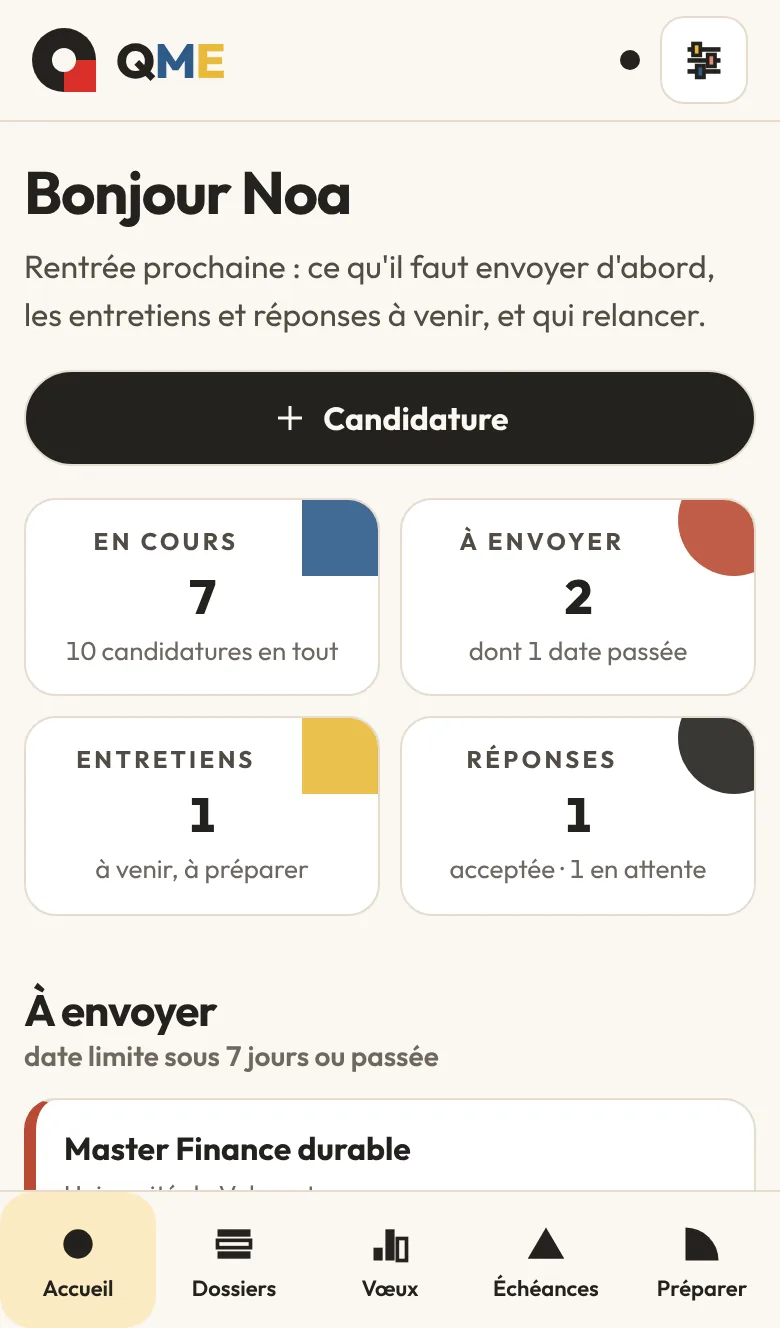 QME
Bonjour Noa
Rentrée prochaine : ce qu'il faut envoyer d'abord,
les entretiens et réponses à venir, et qui relancer.
+ Candidature
EN COURS
7
10 candidatures en tout
À ENVOYER
2
dont 1 date passée
ENTRETIENS
1
à venir, à préparer
RÉPONSES
1
acceptée · 1 en attente
À envoyer
date limite sous 7 jours ou passée
Master Finance durable
Accueil
Dossiers
Vœux
Échéances
Préparer